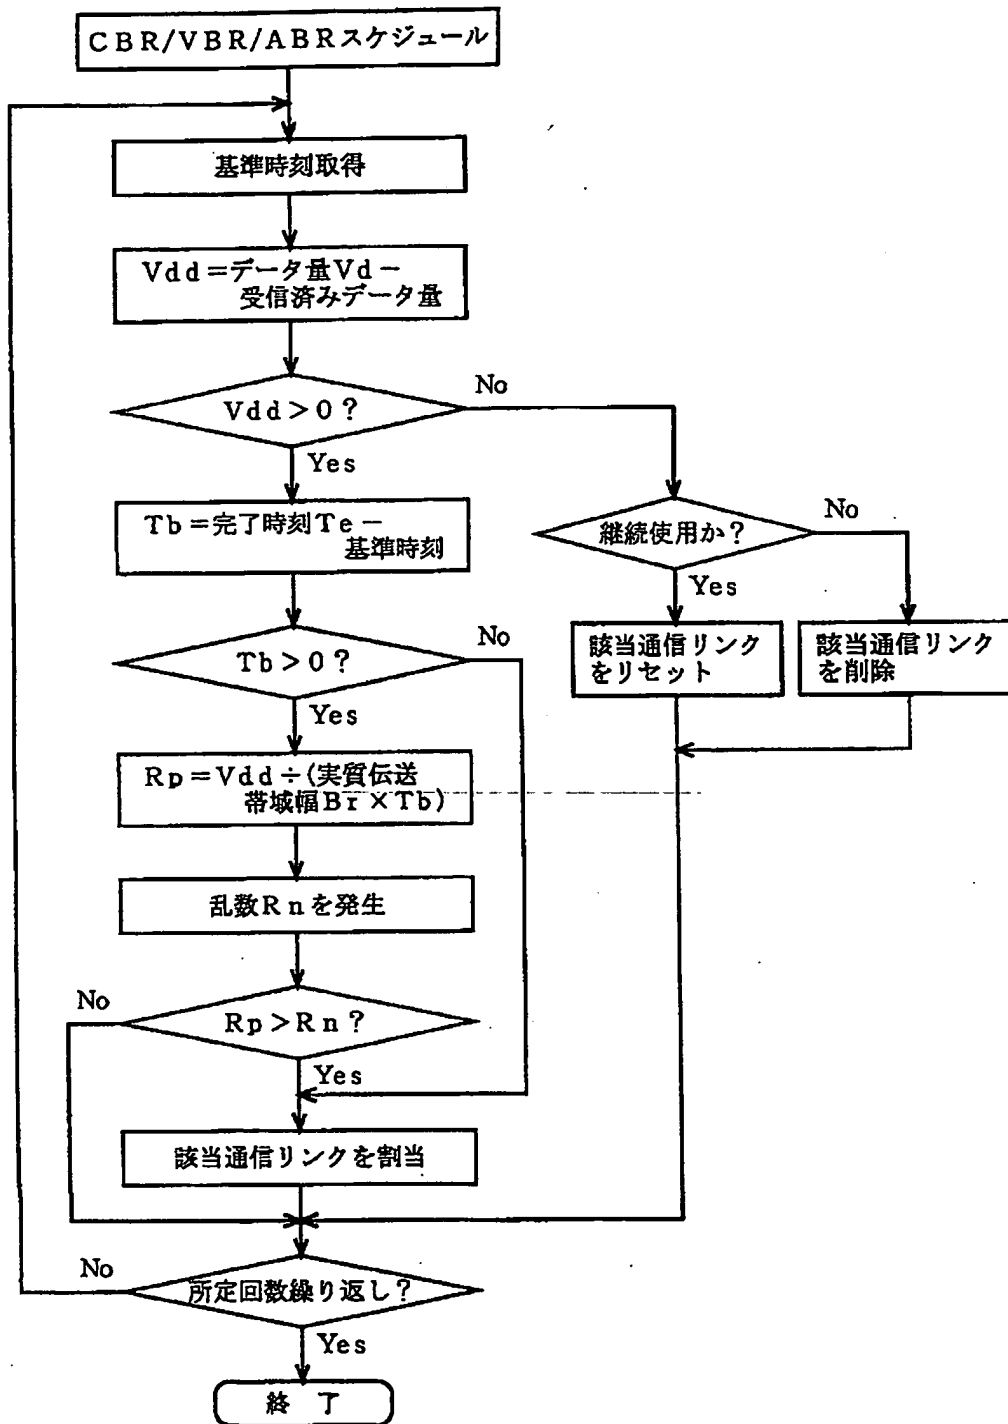 CBR/VBR/ABRスケジュール
基準時刻取得
Vdd=データ量Vd−
受信済みデータ量
Vdd>0?
No
Yes
Tb=完了時刻Te−
基準時刻
継続使用か?
No
Yes
Tb>0?
No
Yes
該当通信リンク
をリセット
該当通信リンク
を削除
Rp=Vdd÷(実質伝送
帯域幅Br×Tb)
乱数Rnを発生
Rp>Rn?
No
Yes
該当通信リンクを割当
所定回数繰り返し?
No
Yes
終 了